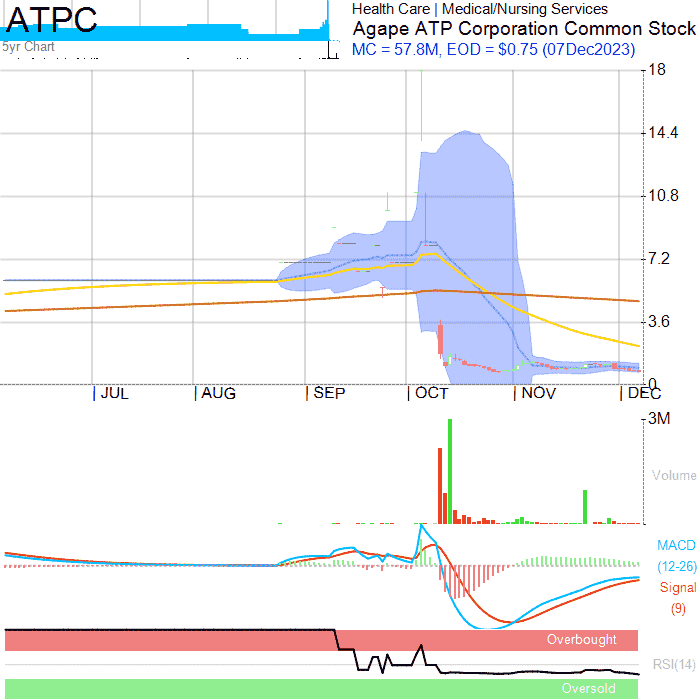 ATPC
5yr Chart
Health Care | Medical/Nursing Services
Agape ATP Corporation Common Stock
MC = 57.8M, EOD = $0.75 (07Dec2023)
18
14.4
10.8
7.2
3.6
0
JUL
AUG
SEP
OCT
NOV
DEC
3M
Volume
MACD
(12-26)
Signal
(9)
Overbought
RSI(14)
Oversold